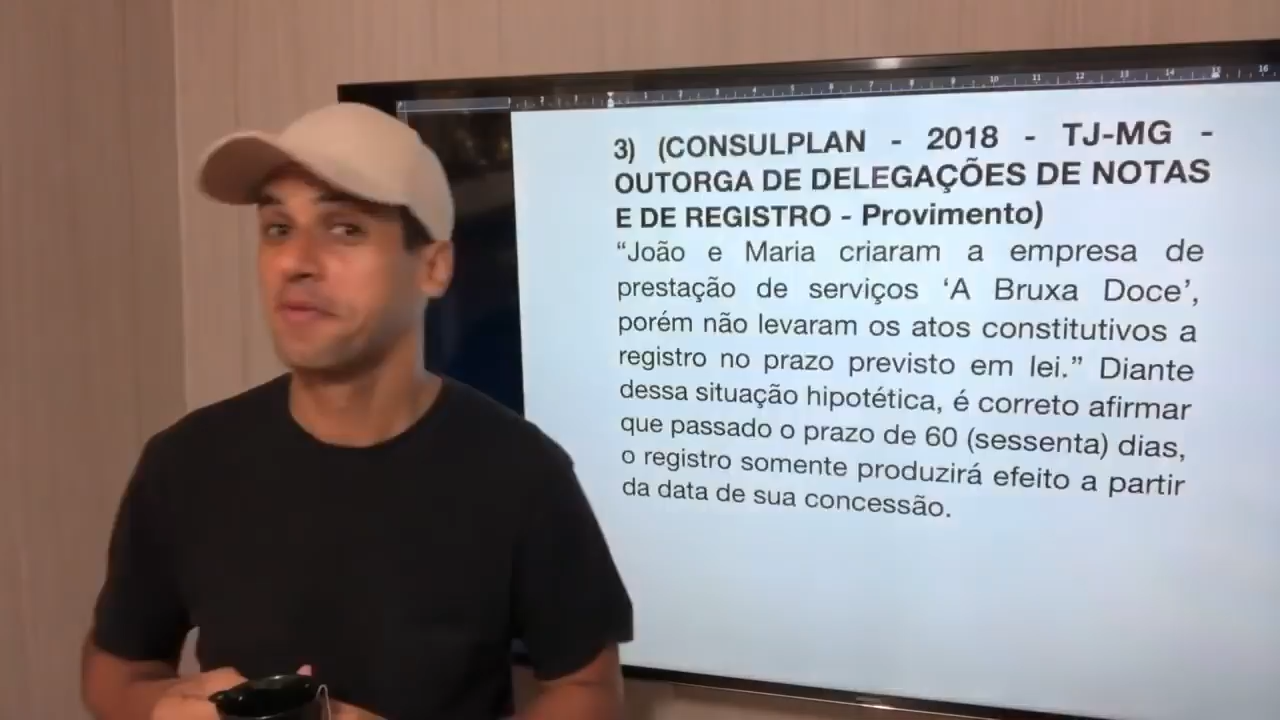 3) (CONSULPLAN - 2018 - TJ-MG -
OUTORGA DE DELEGAÇÕES DE NOTAS
E DE REGISTRO - Provimento)
“João e Maria criaram a empresa de
prestação de serviços ‘A Bruxa Doce’,
porém não levaram os atos constitutivos a
registro no prazo previsto em lei.” Diante
dessa situação hipotética, é correto afirmar
que passado o prazo de 60 (sessenta) dias,
o registro somente produzirá efeito a partir
da data de sua concessão.